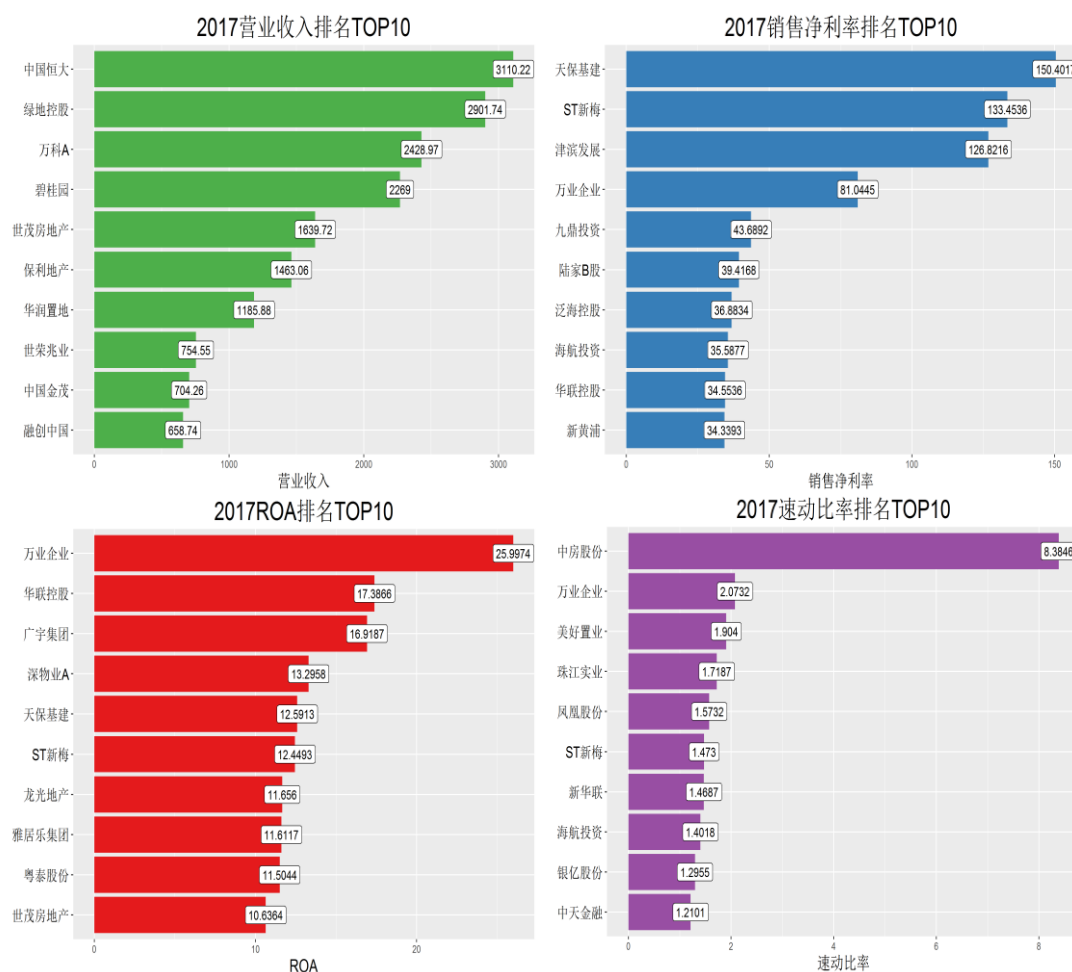 2017营业收入排名TOP10
中国恒大 3110.22
绿地控股 2901.74
万科A 2428.97
碧桂园 2269
世茂房地产 1639.72
保利地产 1463.06
华润置地 1185.88
世荣兆业 754.55
中国金茂 704.26
融创中国 658.74
0 1000 2000 3000
营业收入
2017销售净利率排名TOP10
天保基建 150.4017
ST新梅 133.4536
津滨发展 126.8216
万业企业 81.0445
九鼎投资 43.6892
陆家B股 39.4168
泛海控股 36.8834
海航投资 35.5877
华联控股 34.5536
新黄浦 34.3393
0 50 100 150
销售净利率
2017ROA排名TOP10
万业企业 25.9974
华联控股 17.3866
广宇集团 16.9187
深物业A 13.2958
天保基建 12.5913
ST新梅 12.4493
龙光地产 11.656
雅居乐集团 11.6117
粤泰股份 11.5044
世茂房地产 10.6364
0 10 20
ROA
2017速动比率排名TOP10
中房股份 8.3846
万业企业 2.0732
美好置业 1.904
珠江实业 1.7187
凤凰股份 1.5732
ST新梅 1.473
新华联 1.4687
海航投资 1.4018
银亿股份 1.2955
中天金融 1.2101
0 2 4 6 8
速动比率